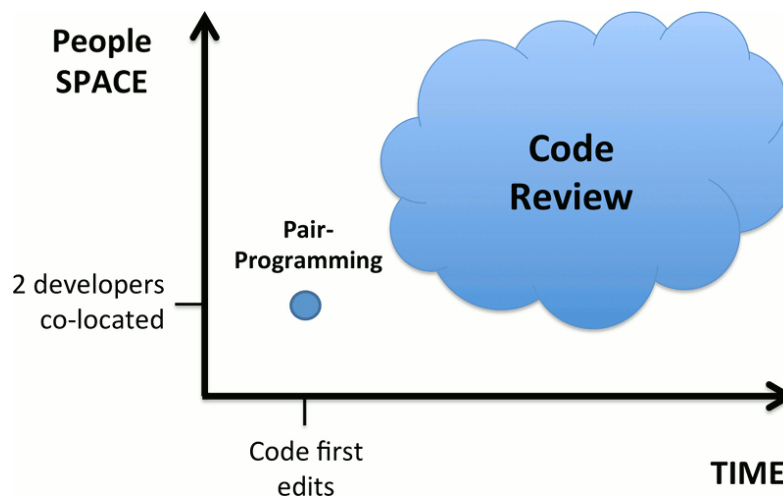 People
SPACE
Code
Review
Pair-
Programming
2 developers
co-located
Code first
edits
TIME